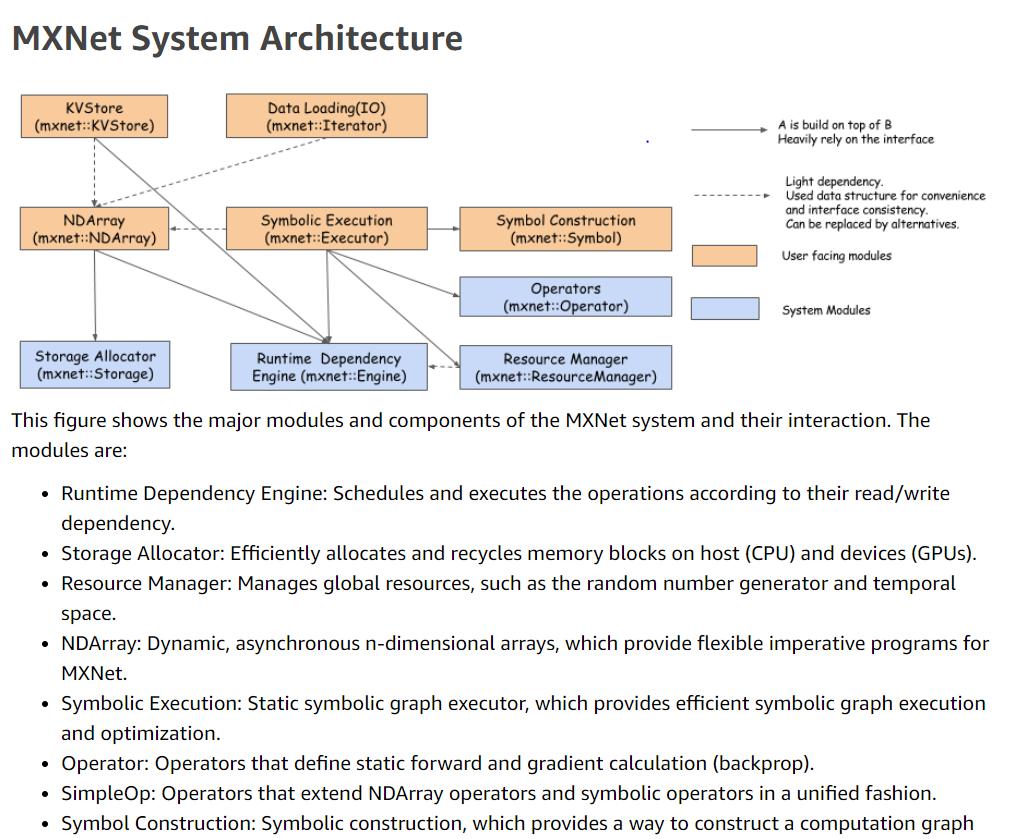 MXNet System Architecture
KVStore
(mxnet::KVStore)
Data Loading(IO)
(mxnet::Iterator)
A is build on top of B
Heavily rely on the interface
Light dependency.
Used data structure for convenience
and interface consistency.
Can be replaced by alternatives.
NDArray
(mxnet::NDArray)
Symbolic Execution
(mxnet::Executor)
Symbol Construction
(mxnet::Symbol)
User facing modules
Operators
(mxnet::Operator)
System Modules
Storage Allocator
(mxnet::Storage)
Runtime Dependency
Engine (mxnet::Engine)
Resource Manager
(mxnet::ResourceManager)
This figure shows the major modules and components of the MXNet system and their interaction. The
modules are:
• Runtime Dependency Engine: Schedules and executes the operations according to their read/write
dependency.
• Storage Allocator: Efficiently allocates and recycles memory blocks on host (CPU) and devices (GPUs).
• Resource Manager: Manages global resources, such as the random number generator and temporal
space.
• NDArray: Dynamic, asynchronous n-dimensional arrays, which provide flexible imperative programs for
MXNet.
• Symbolic Execution: Static symbolic graph executor, which provides efficient symbolic graph execution
and optimization.
• Operator: Operators that define static forward and gradient calculation (backprop).
• SimpleOp: Operators that extend NDArray operators and symbolic operators in a unified fashion.
• Symbol Construction: Symbolic construction, which provides a way to construct a computation graph